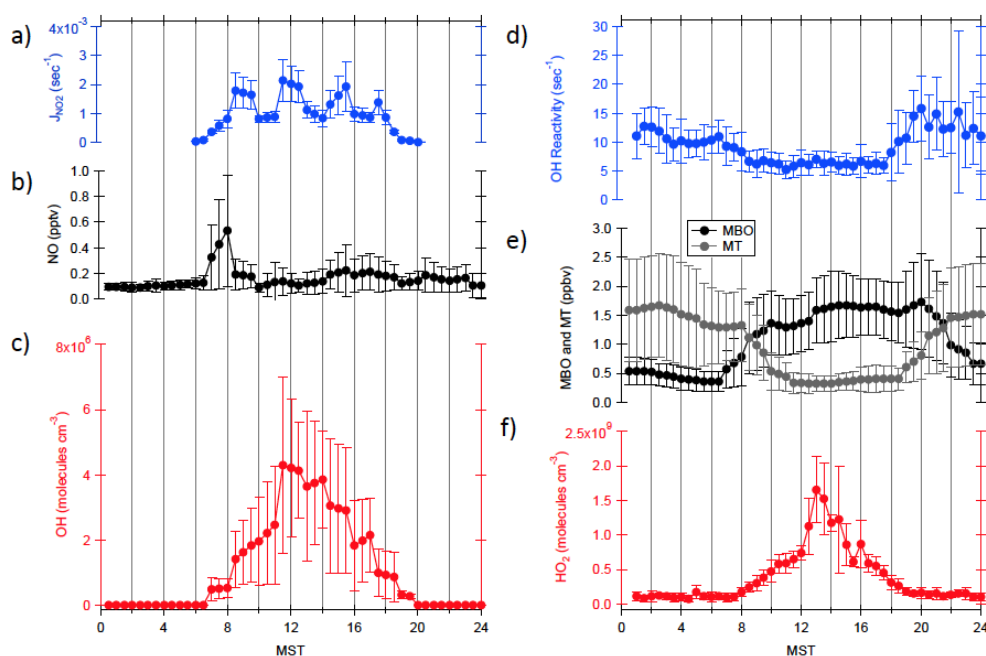 a)
4x10-3
3
2
1
0
JNO2 (sec-1)
b)
1.0
0.8
0.6
0.4
0.2
0.0
NO (pptv)
c)
8x10^6
6
4
2
0
OH (molecules cm-3)
0 4 8 12 16 20 24
MST
d)
30
25
20
15
10
5
0
OH Reactivity (sec-1)
e)
MBO
MT
3.0
2.5
2.0
1.5
1.0
0.5
0.0
MBO and MT (ppbv)
f)
2.5x10^9
2.0
1.5
1.0
0.5
0.0
HO2 (molecules cm-3)
0 4 8 12 16 20 24
MST